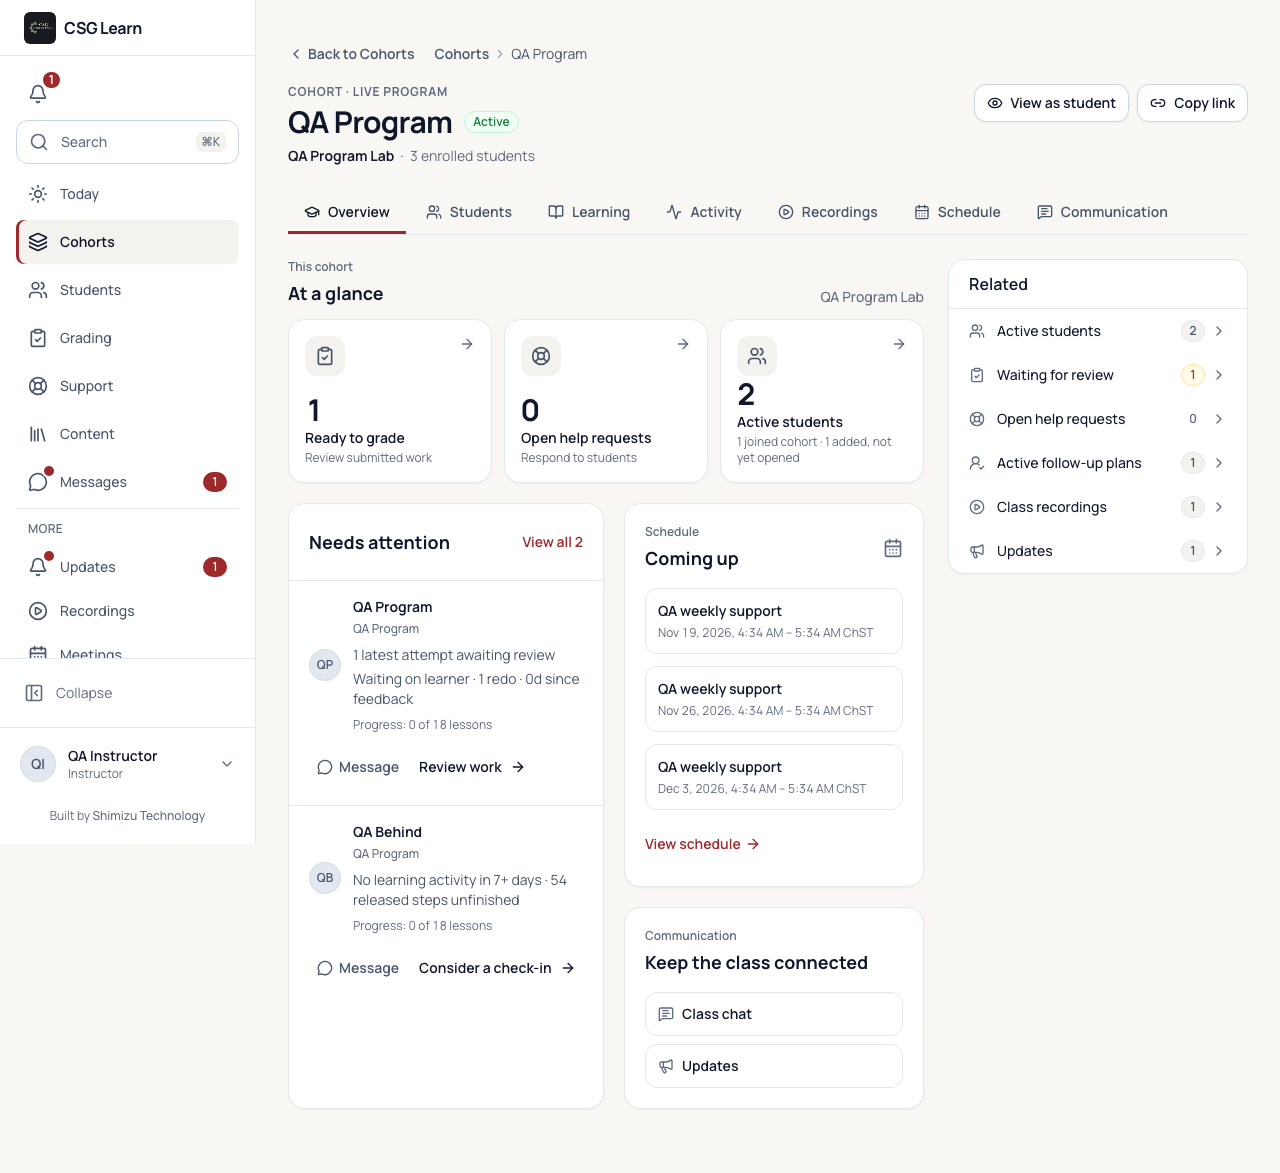 CSG Learn
1
Search ⌘K
Today
Cohorts
Students
Grading
Support
Content
Messages 1
MORE
Updates 1
Recordings
Meetings
Collapse
QI
QA Instructor
Instructor
Built by Shimizu Technology
Back to Cohorts Cohorts QA Program
COHORT · LIVE PROGRAM
QA Program Active
QA Program Lab · 3 enrolled students
View as student Copy link
Overview Students Learning Activity Recordings Schedule Communication
This cohort
At a glance QA Program Lab
1
Ready to grade
Review submitted work
0
Open help requests
Respond to students
2
Active students
1 joined cohort · 1 added, not
yet opened
Needs attention View all 2
QP
QA Program
QA Program
1 latest attempt awaiting review
Waiting on learner · 1 redo · 0d since
feedback
Progress: 0 of 18 lessons
Message Review work
QB
QA Behind
QA Program
No learning activity in 7+ days · 54
released steps unfinished
Progress: 0 of 18 lessons
Message Consider a check-in
Schedule
Coming up
QA weekly support
Nov 19, 2026, 4:34 AM – 5:34 AM ChST
QA weekly support
Nov 26, 2026, 4:34 AM – 5:34 AM ChST
QA weekly support
Dec 3, 2026, 4:34 AM – 5:34 AM ChST
View schedule
Communication
Keep the class connected
Class chat
Updates
Related
Active students 2
Waiting for review 1
Open help requests 0
Active follow-up plans 1
Class recordings 1
Updates 1